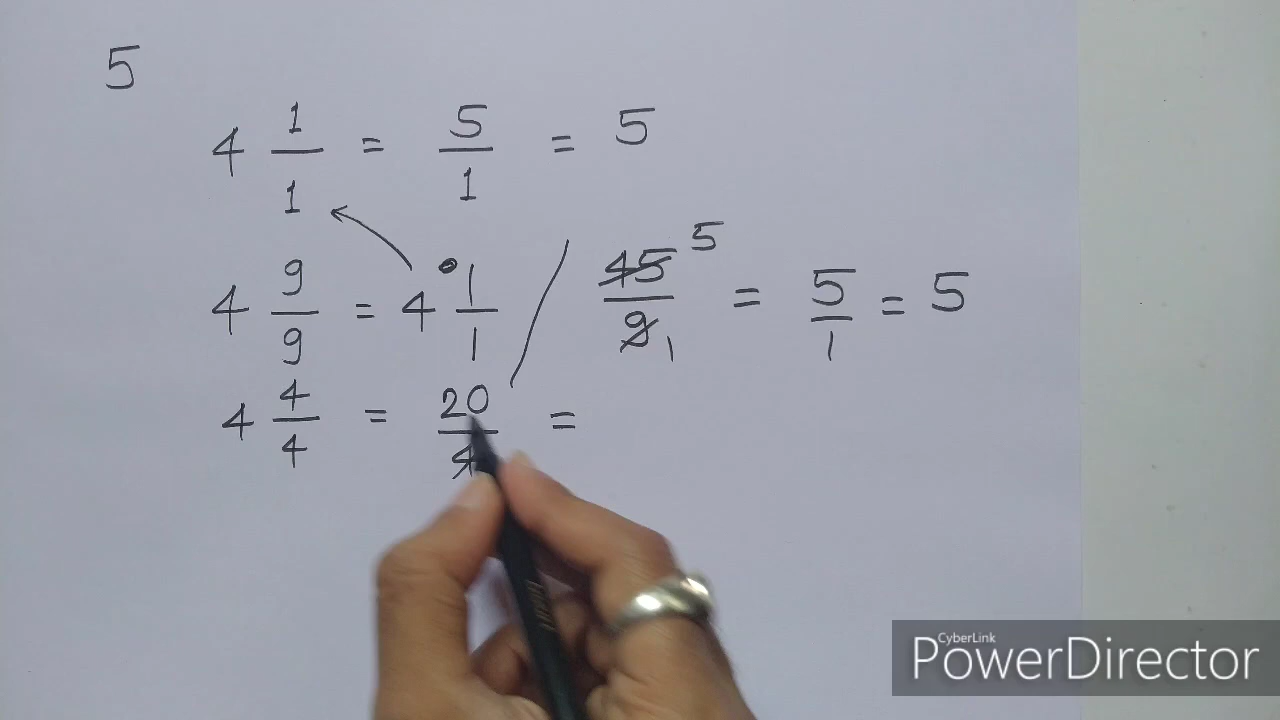 5
4 1/1 = 5/1 = 5
4 9/9 = 4 1/1 / 45/9 5 1 = 5/1 = 5
4 4/4 = 20/4 =
CyberLink
PowerDirector